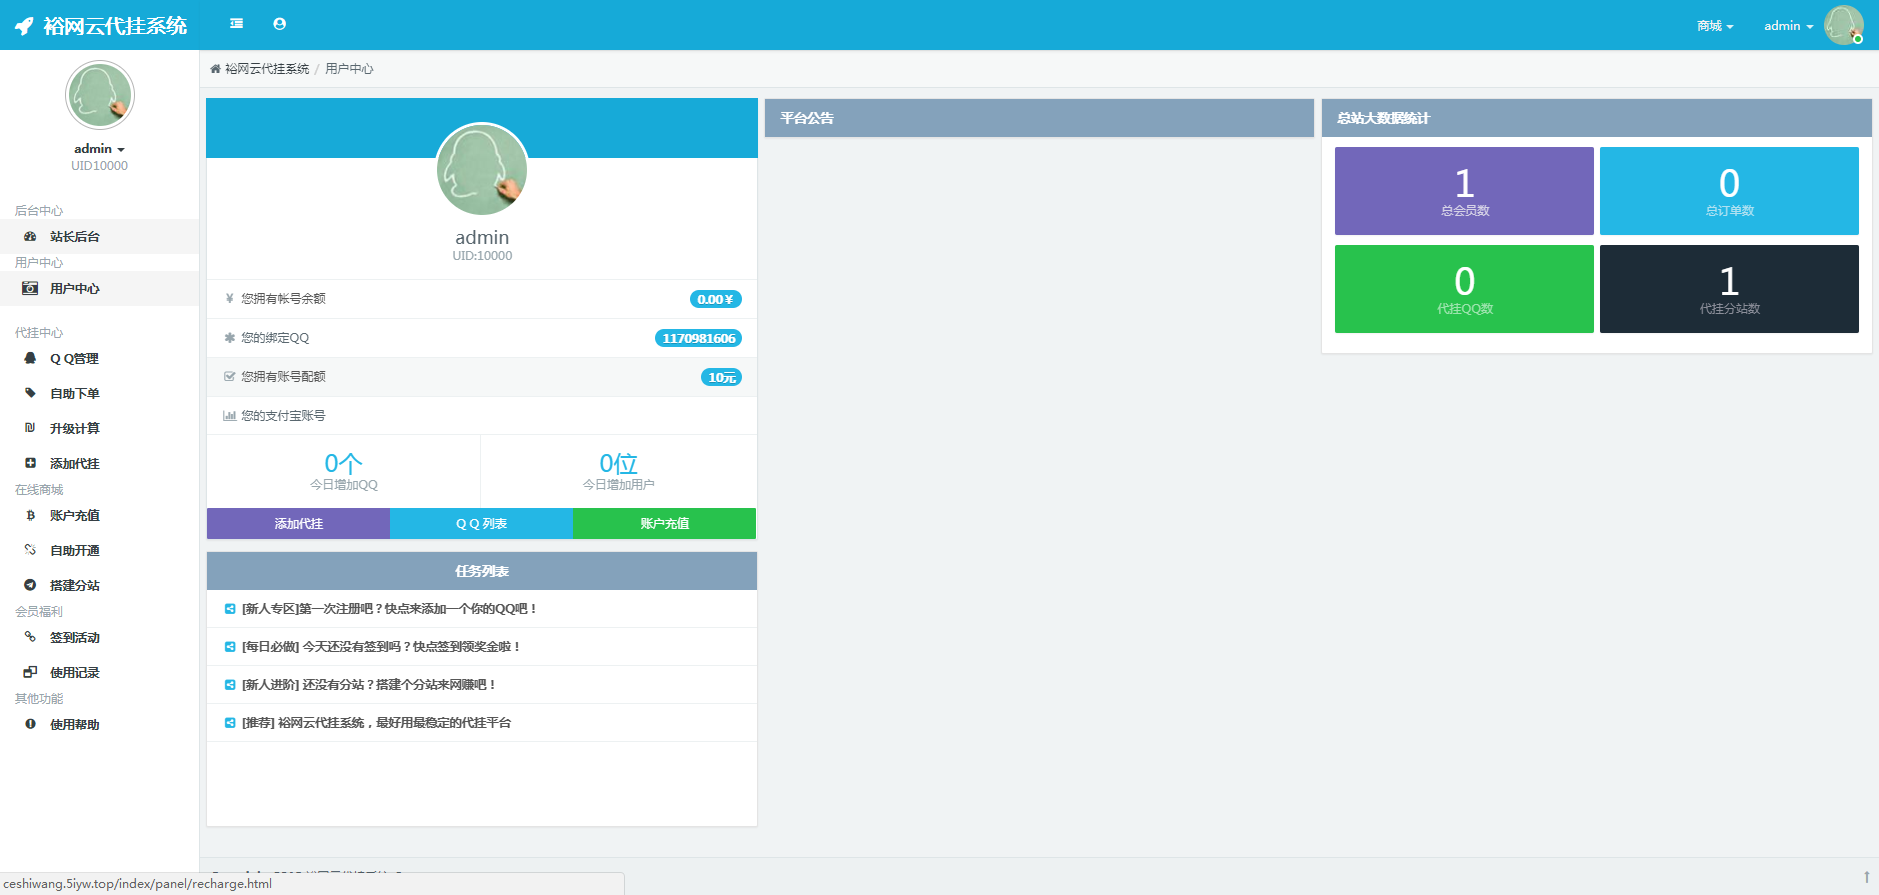 裕网云代挂系统
商城
admin
admin
UID10000
后台中心
站长后台
用户中心
用户中心
代挂中心
Q Q管理
自助下单
升级计算
添加代挂
在线商城
账户充值
自助开通
搭建分站
会员福利
签到活动
使用记录
其他功能
使用帮助
裕网云代挂系统 / 用户中心
admin
UID:10000
¥ 您拥有帐号余额 0.00¥
您的绑定QQ 1170981606
您拥有账号配额 10元
您的支付宝账号
0个
今日增加QQ
0位
今日增加用户
添加代挂
Q Q 列表
账户充值
任务列表
[新人专区]第一次注册吧？快点来添加一个你的QQ吧！
[每日必做] 今天还没有签到吗？快点签到领奖金啦！
[新人进阶] 还没有分站？搭建个分站来网赚吧！
[推荐] 裕网云代挂系统，最好用最稳定的代挂平台
平台公告
总站大数据统计
1
总会员数
0
总订单数
0
代挂QQ数
1
代挂分站数
ceshiwang.5iyw.top/index/panel/recharge.html